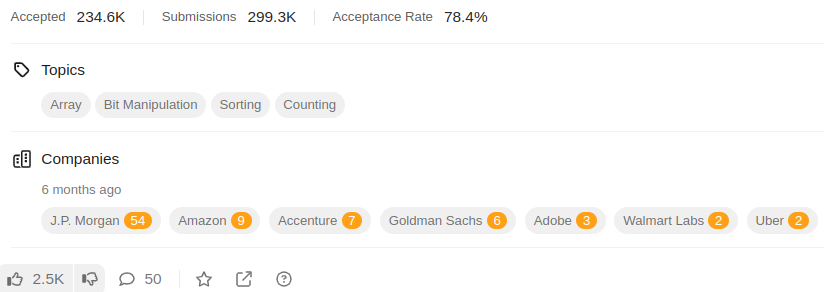 Accepted 234.6K Submissions 299.3K Acceptance Rate 78.4%
Topics
Array Bit Manipulation Sorting Counting
Companies
6 months ago
J.P. Morgan 54 Amazon 9 Accenture 7 Goldman Sachs 6 Adobe 3 Walmart Labs 2 Uber 2
2.5K 50